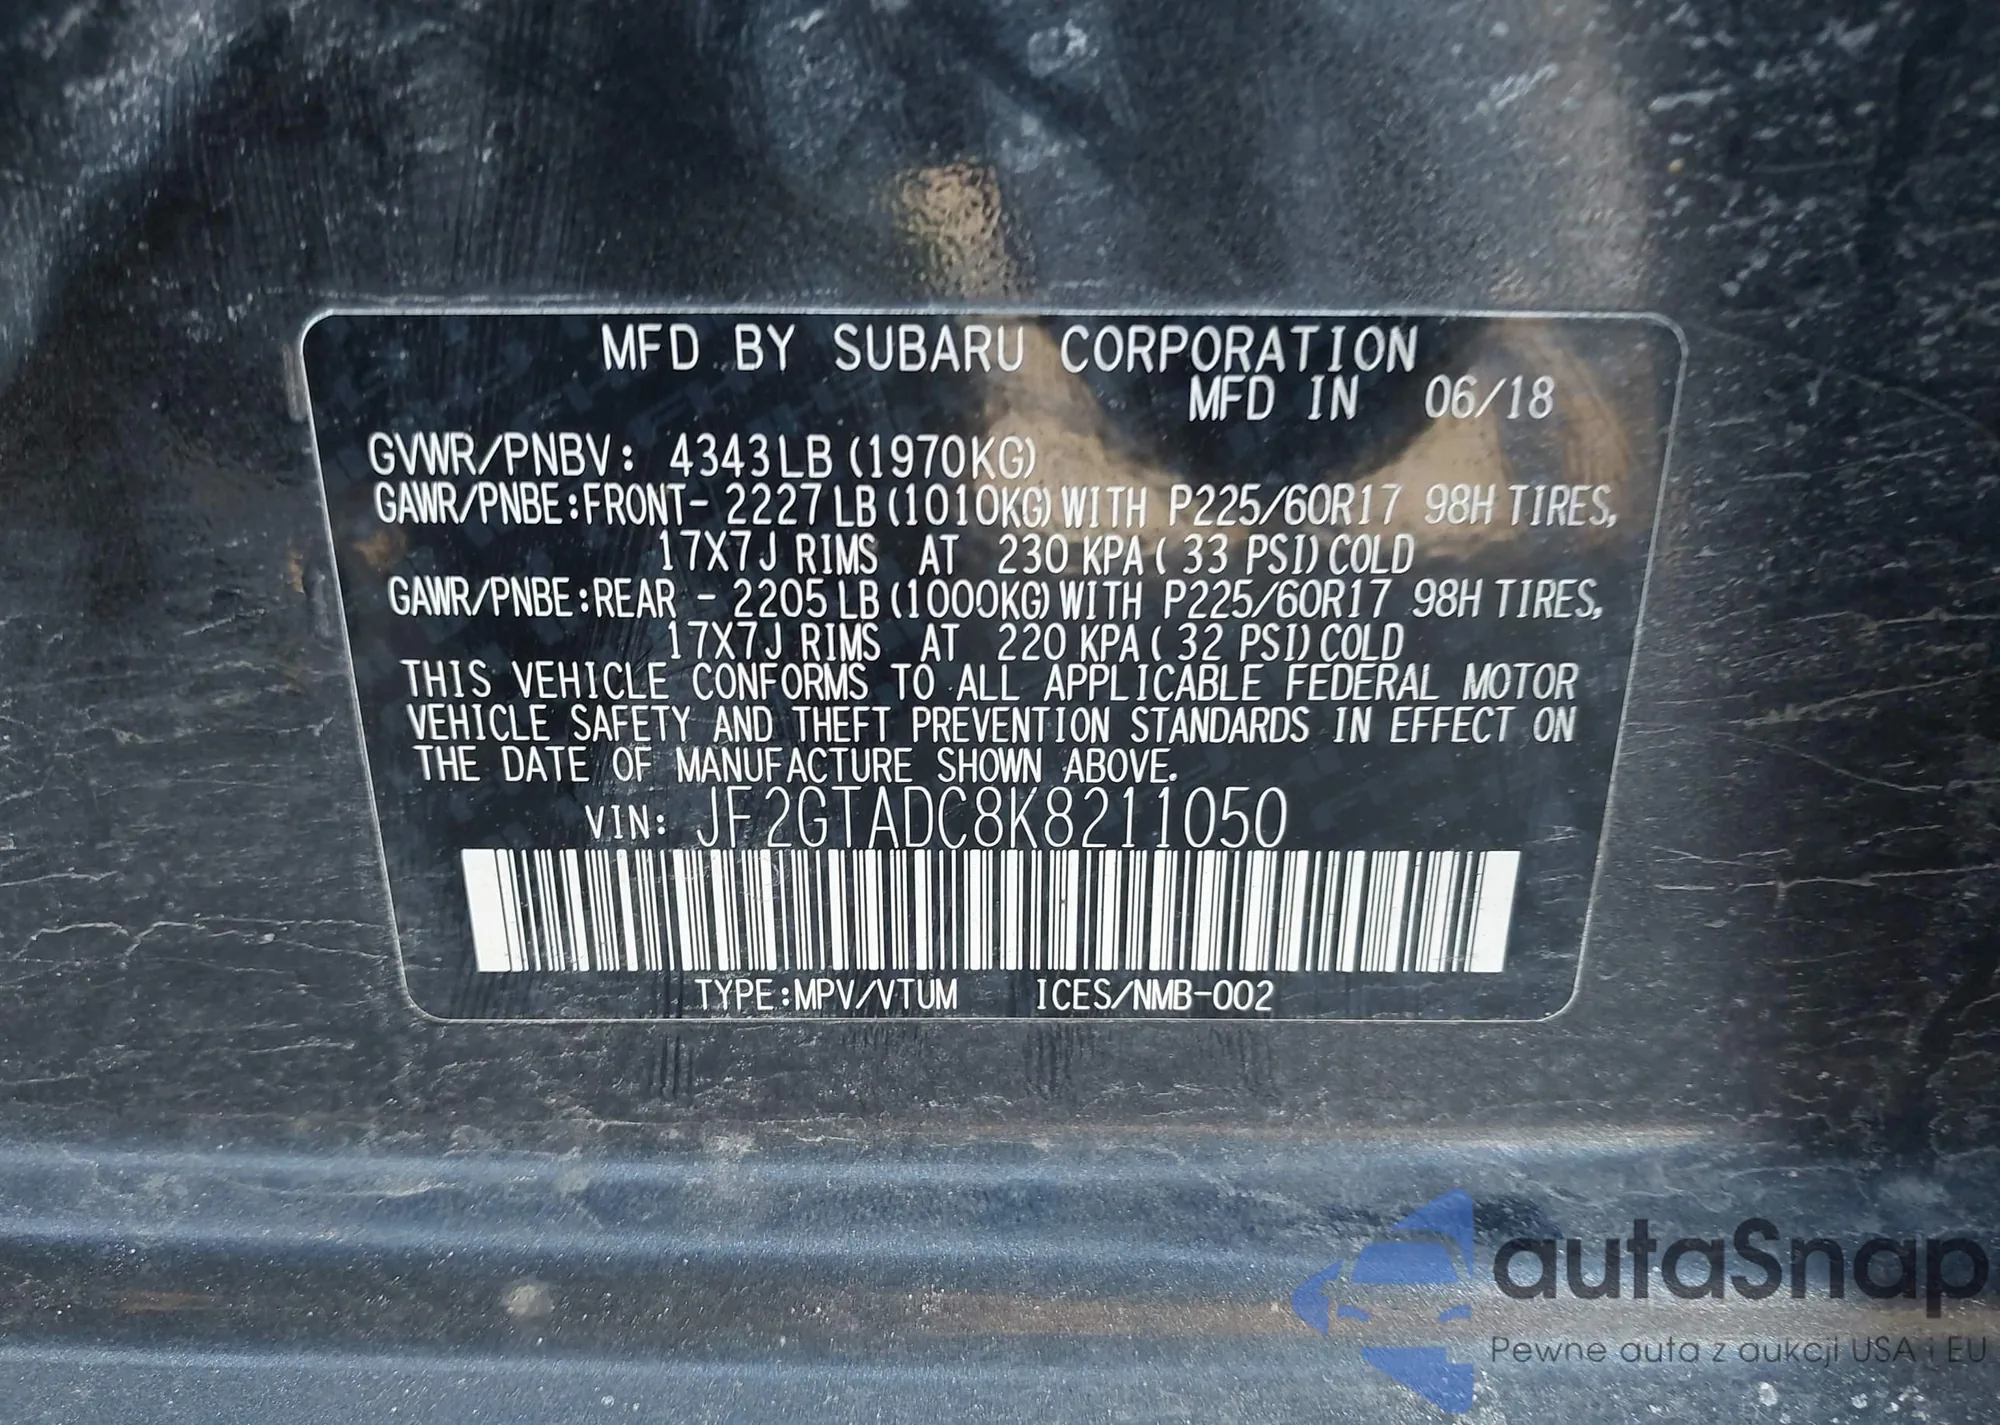 MFD BY SUBARU CORPORATION
MFD IN 06/18
GVWR/PNBV: 4343LB (1970KG)
GAWR/PNBE:FRONT- 2227LB (1010KG) WITH P225/60R17 98H TIRES,
17X7J RIMS AT 230 KPA ( 33 PSI) COLD
GAWR/PNBE:REAR - 2205LB (1000KG) WITH P225/60R17 98H TIRES,
17X7J RIMS AT 220 KPA ( 32 PSI) COLD
THIS VEHICLE CONFORMS TO ALL APPLICABLE FEDERAL MOTOR
VEHICLE SAFETY AND THEFT PREVENTION STANDARDS IN EFFECT ON
THE DATE OF MANUFACTURE SHOWN ABOVE.
VIN: JF2GTADC8K8211050
TYPE:MPV/VTUM ICES/NMB-002
autaSnap
Pewne auta z aukcji USA i EU